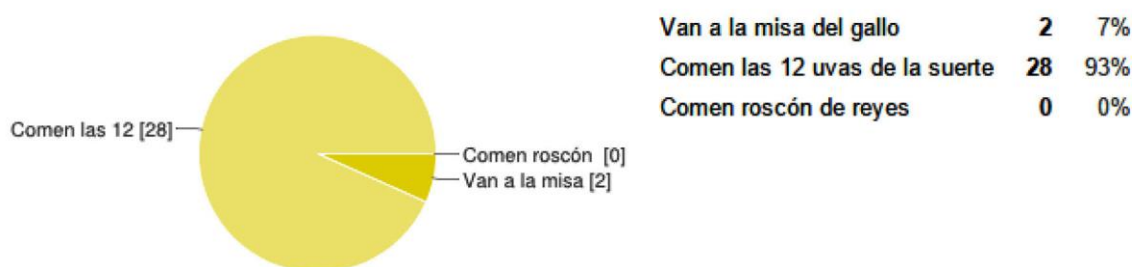 Van a la misa del gallo 2 7%
Comen las 12 uvas de la suerte 28 93%
Comen roscón de reyes 0 0%
Comen las 12 [28]
Comen roscón [0]
Van a la misa [2]